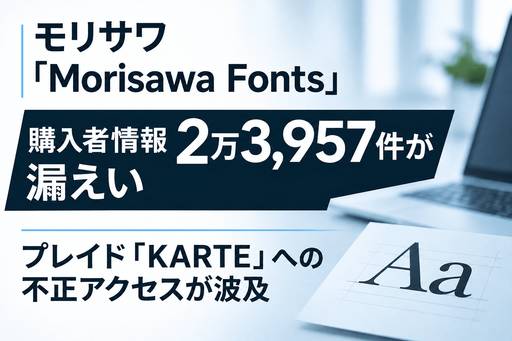 モリサワ
「Morisawa Fonts」
購入者情報 2万3,957件が
漏えい
プレイド「KARTE」への
不正アクセスが波及
Aa